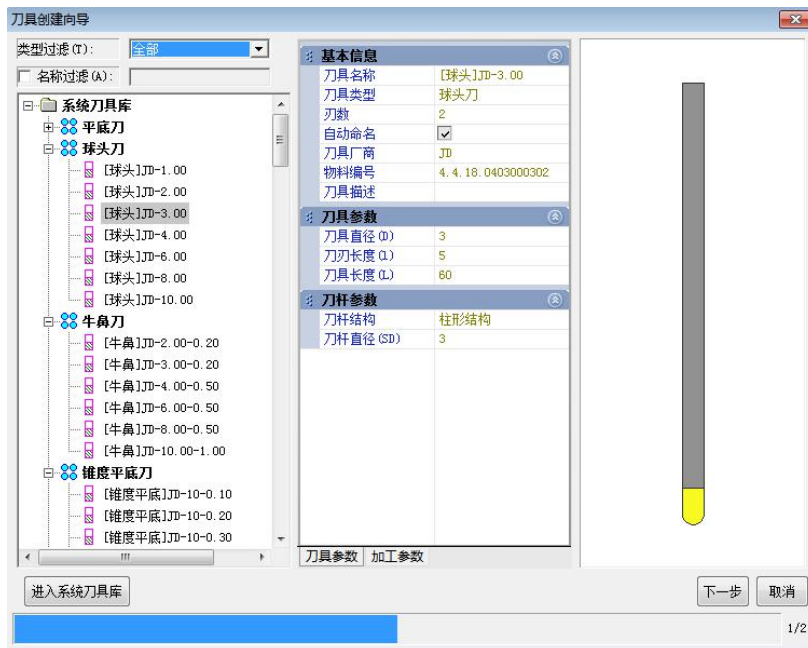 刀具创建向导
类型过滤(T): 全部
名称过滤(A):
系统刀具库
平底刀
球头刀
[球头]JD-1.00
[球头]JD-2.00
[球头]JD-3.00
[球头]JD-4.00
[球头]JD-6.00
[球头]JD-8.00
[球头]JD-10.00
牛鼻刀
[牛鼻]JD-2.00-0.20
[牛鼻]JD-3.00-0.20
[牛鼻]JD-4.00-0.50
[牛鼻]JD-6.00-0.50
[牛鼻]JD-8.00-0.50
[牛鼻]JD-10.00-1.00
锥度平底刀
[锥度平底]JD-10-0.10
[锥度平底]JD-10-0.20
[锥度平底]JD-10-0.30
基本信息
刀具名称 [球头]JD-3.00
刀具类型 球头刀
刃数 2
自动命名
刀具厂商 JD
物料编号 4.4.18.0403000302
刀具描述
刀具参数
刀具直径(D) 3
刀刃长度(l) 5
刀具长度(L) 60
刀杆参数
刀杆结构 柱形结构
刀杆直径(SD) 3
刀具参数 加工参数
进入系统刀具库
下一步 取消
1/2